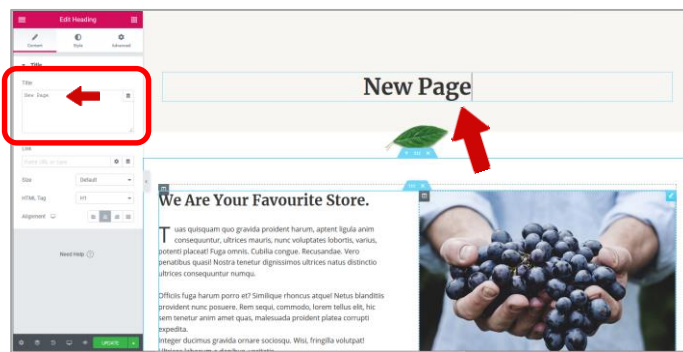 Edit Heading
Content
Style
Advanced
Title
Title
New Page
Link
Paste URL or type
Size
Default
HTML Tag
H1
Alignment
Need Help
UPDATE
New Page
We Are Your Favourite Store.
Tuas quisquam quo gravida proident harum, aptent ligula anim
consequuntur, ultrices mauris, nunc voluptates lobortis, varius,
potenti placeat! Fuga omnis. Cubilia congue. Recusandae. Vero
penatibus quasi! Nostra tenetur dignissimos ultrices natus distinctio
ultrices consequuntur numqu.
Officiis fuga harum porro et? Similique rhoncus atque! Netus blanditiis
provident nunc posuere. Rem sequi, commodo, lorem tellus elit, hic
sem tenetur anim amet quas, malesuada proident platea corrupti
expedita.
Integer ducimus gravida ornare sociosqu. Wisi, fringilla volutpat!